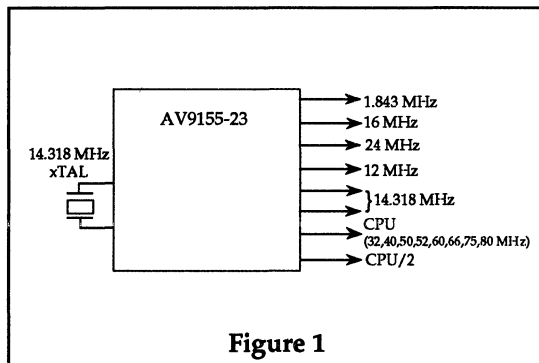 AV9155-23
14.318 MHz
xTAL
1.843 MHz
16 MHz
24 MHz
12 MHz
}14.318 MHz
CPU
(32,40,50,52,60,66,75,80 MHz)
CPU/2
Figure 1